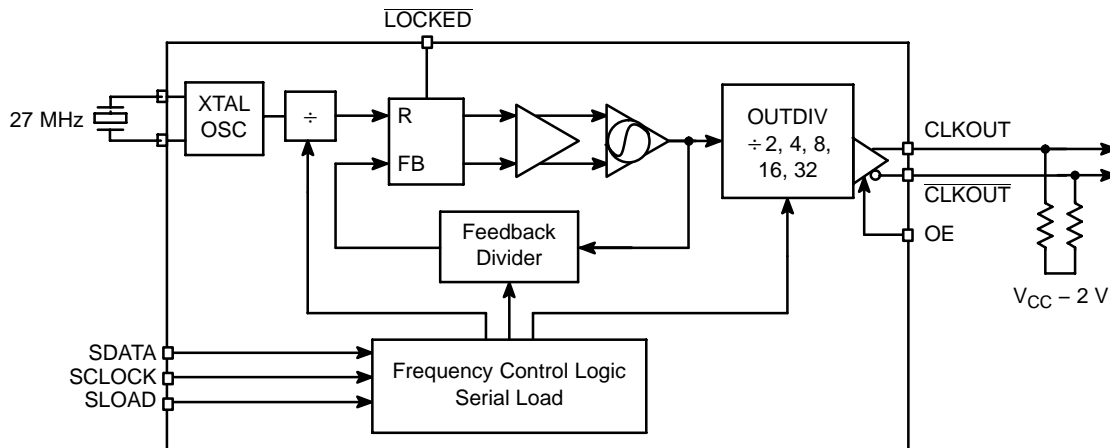 LOCKED
27 MHz
XTAL
OSC
÷
R
FB
OUTDIV
÷ 2, 4, 8,
16, 32
CLKOUT
CLKOUT
OE
Feedback
Divider
VCC – 2 V
SDATA
SCLOCK
SLOAD
Frequency Control Logic
Serial Load